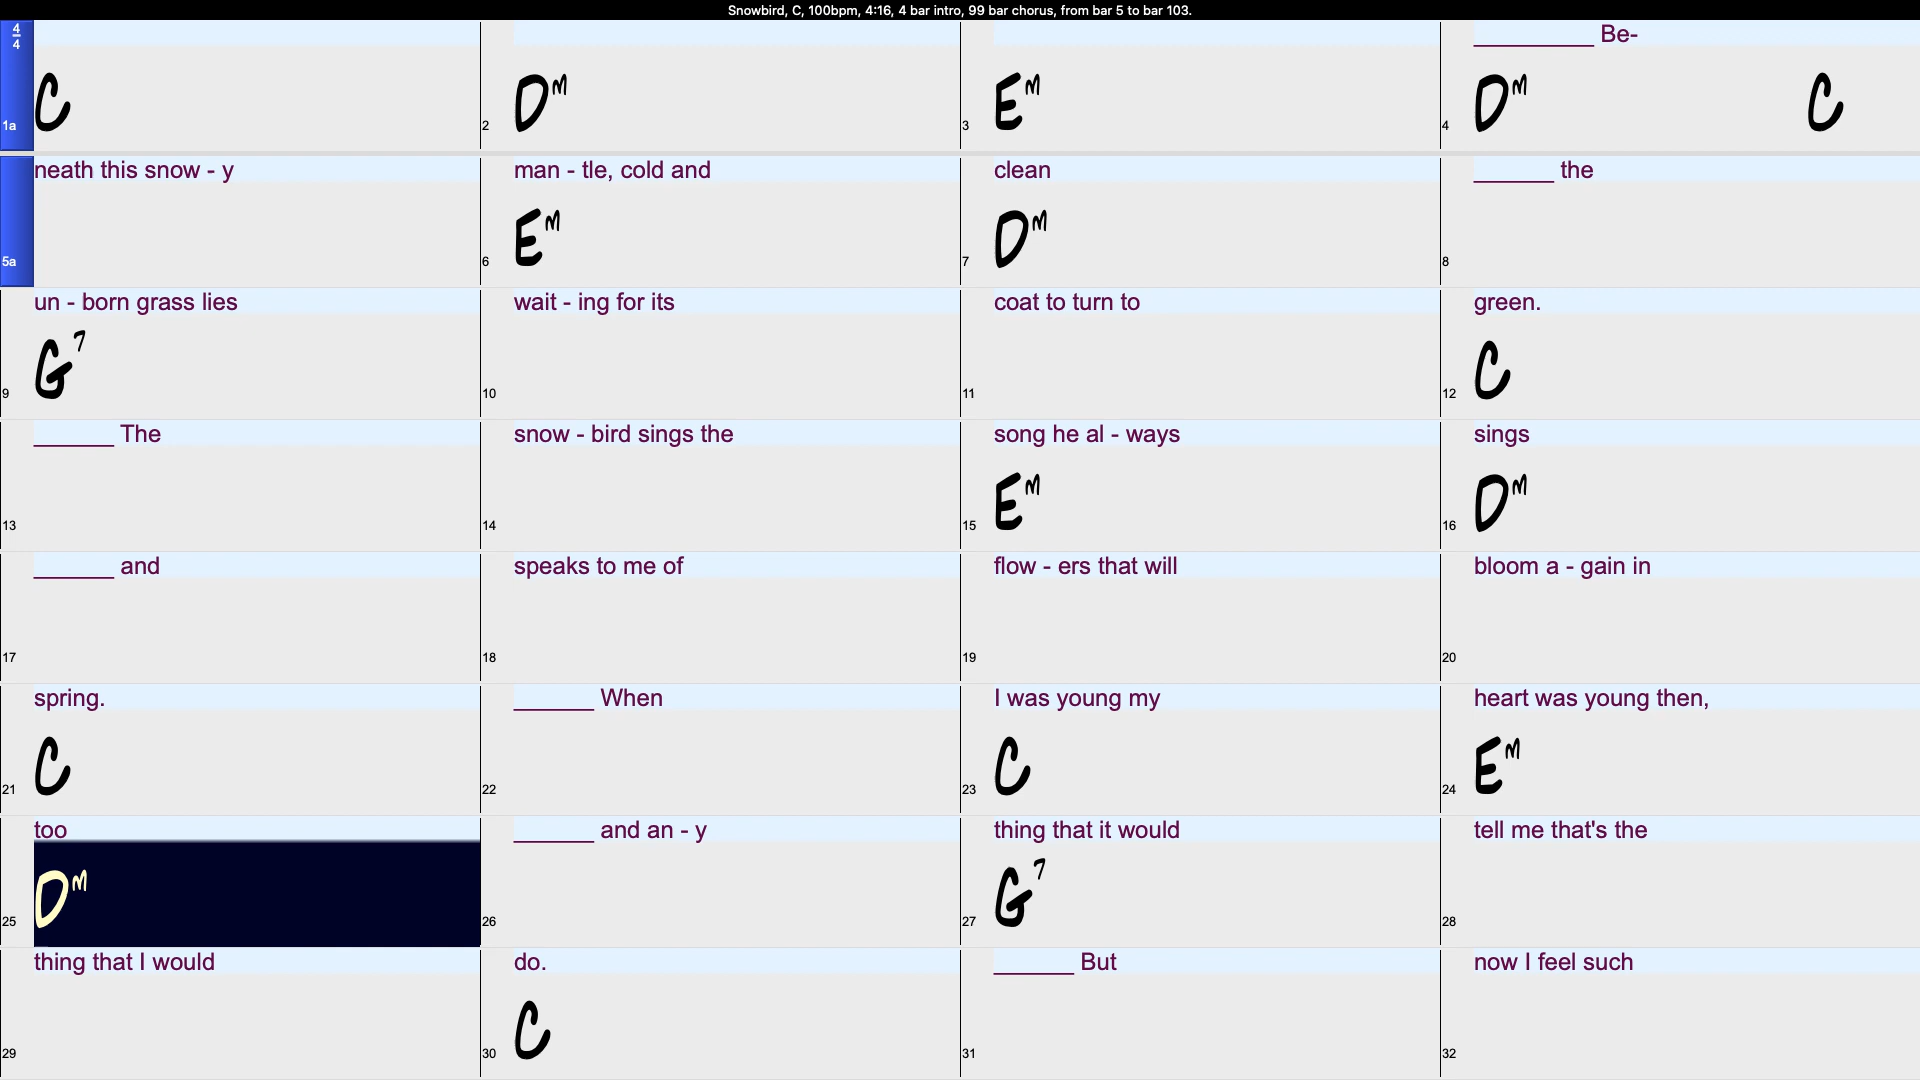 Snowbird, C, 100bpm, 4:16, 4 bar intro, 99 bar chorus, from bar 5 to bar 103.
4
4
_________ Be-
1a C 2 Dm 3 Em 4 Dm C
neath this snow - y man - tle, cold and clean ______ the
5a 6 Em 7 Dm 8
un - born grass lies wait - ing for its coat to turn to green.
9 G7 10 11 12 C
______ The snow - bird sings the song he al - ways sings
13 14 15 Em 16 Dm
______ and speaks to me of flow - ers that will bloom a - gain in
17 18 19 20
spring. ______ When I was young my heart was young then,
21 C 22 23 C 24 Em
too ______ and an - y thing that it would tell me that's the
25 Dm 26 27 G7 28
thing that I would do. ______ But now I feel such
29 30 C 31 32